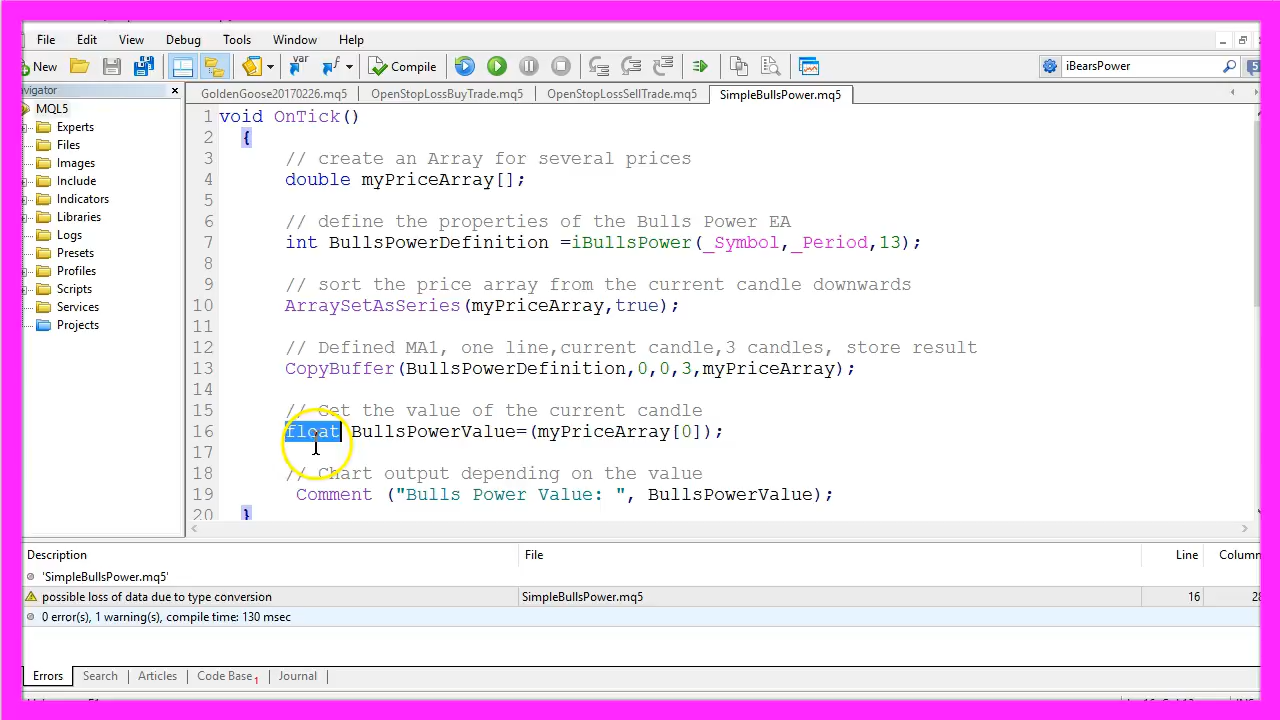 File Edit View Debug Tools Window Help
New var Compile iBearsPower 5
avigator
GoldenGoose20170226.mq5 OpenStopLossBuyTrade.mq5 OpenStopLossSellTrade.mq5 SimpleBullsPower.mq5
MQL5
Experts
Files
Images
Include
Indicators
Libraries
Logs
Presets
Profiles
Scripts
Services
Projects
1 void OnTick()
2 {
3 // create an Array for several prices
4 double myPriceArray[];
5
6 // define the properties of the Bulls Power EA
7 int BullsPowerDefinition =iBullsPower(_Symbol,_Period,13);
8
9 // sort the price array from the current candle downwards
10 ArraySetAsSeries(myPriceArray,true);
11
12 // Defined MA1, one line,current candle,3 candles, store result
13 CopyBuffer(BullsPowerDefinition,0,0,3,myPriceArray);
14
15 // Get the value of the current candle
16 float BullsPowerValue=(myPriceArray[0]);
17
18 // Chart output depending on the value
19 Comment ("Bulls Power Value: ", BullsPowerValue);
20 }
Description File Line Column
'SimpleBullsPower.mq5'
possible loss of data due to type conversion SimpleBullsPower.mq5 16 28
0 error(s), 1 warning(s), compile time: 130 msec
Errors Search Articles Code Base 1 Journal